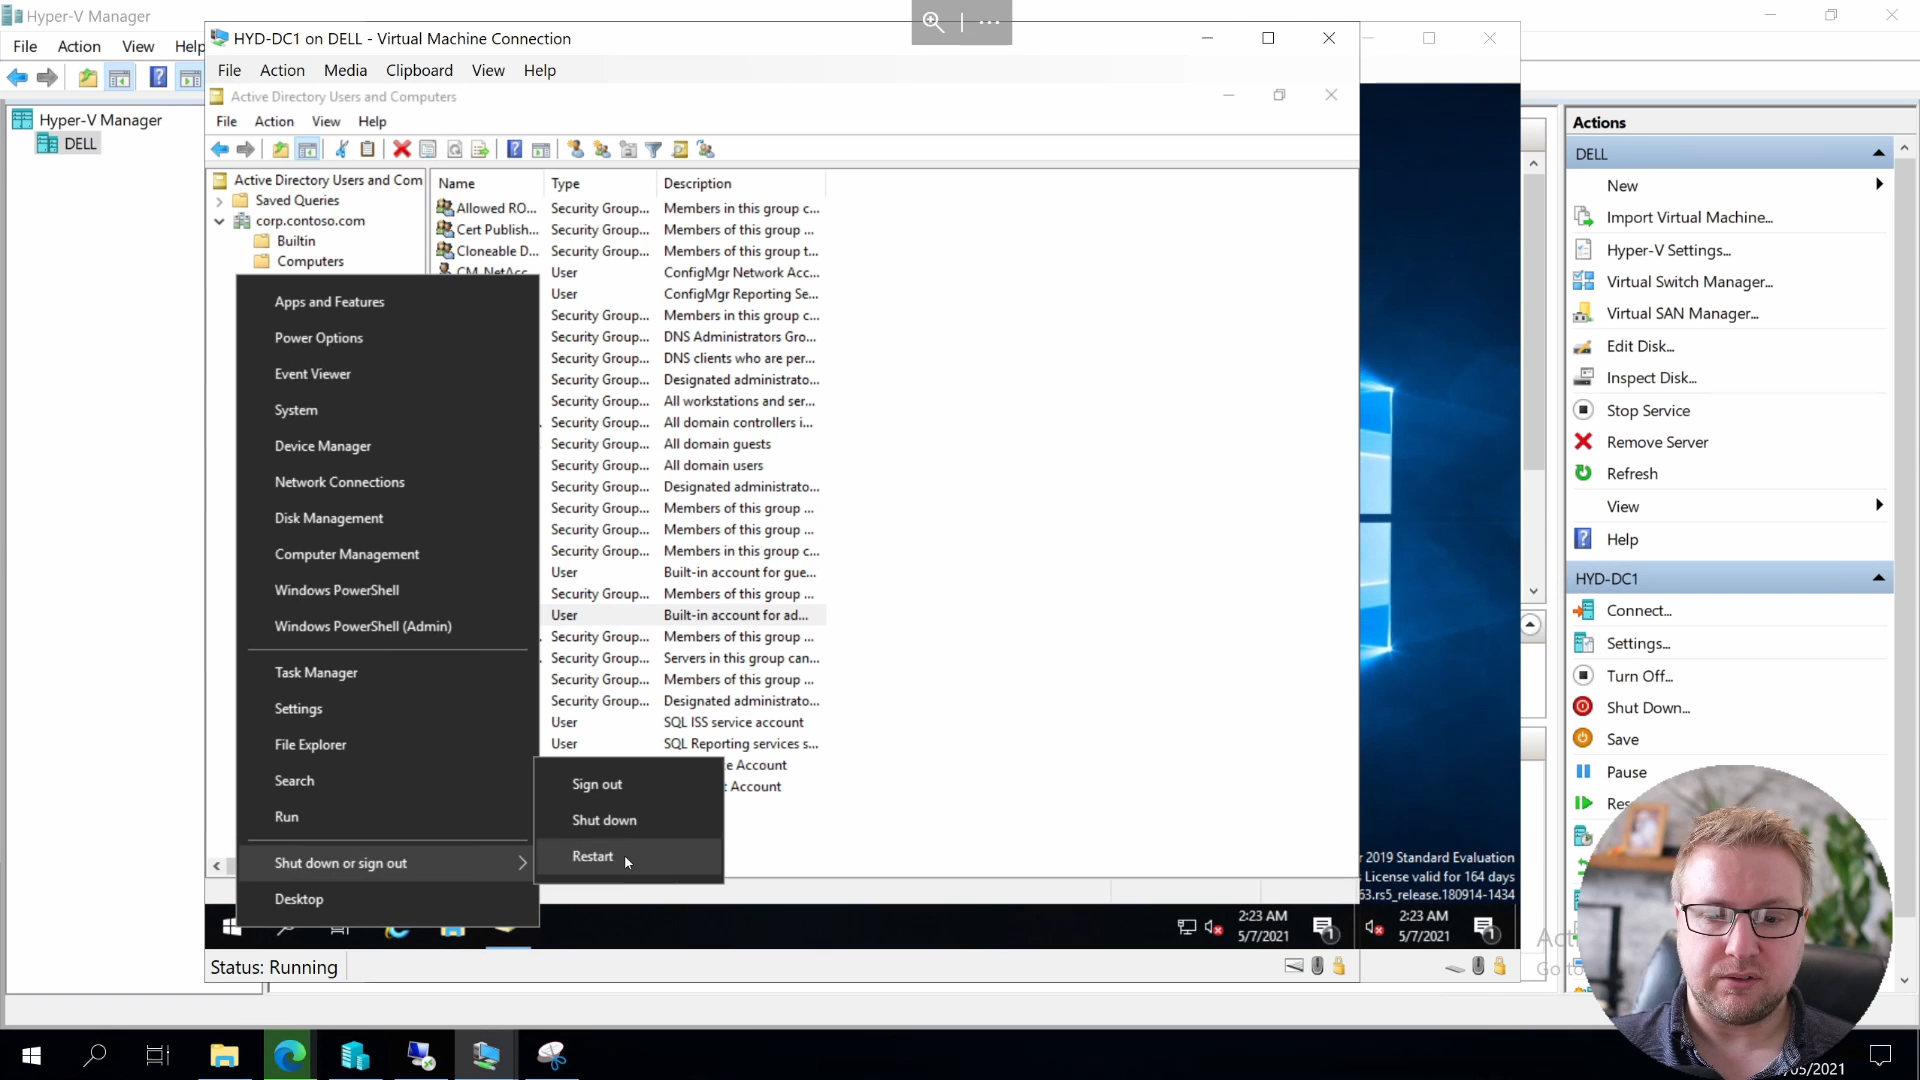 Hyper-V Manager
File Action View Help
HYD-DC1 on DELL - Virtual Machine Connection
File Action Media Clipboard View Help
Active Directory Users and Computers
File Action View Help
Hyper-V Manager
DELL
Active Directory Users and Com
Saved Queries
corp.contoso.com
Builtin
Computers
Name Type Description
Allowed RO... Security Group... Members in this group c...
Cert Publish... Security Group... Members of this group ...
Cloneable D... Security Group... Members of this group t...
CM_NetAcc User ConfigMgr Network Acc...
User ConfigMgr Reporting Se...
Security Group... Members in this group c...
Security Group... DNS Administrators Gro...
Security Group... DNS clients who are per...
Security Group... Designated administrato...
Security Group... All workstations and ser...
Security Group... All domain controllers i...
Security Group... All domain guests
Security Group... All domain users
Security Group... Designated administrato...
Security Group... Members of this group ...
Security Group... Members of this group ...
Security Group... Members in this group c...
User Built-in account for gue...
Security Group... Members of this group ...
User Built-in account for ad...
Security Group... Members of this group ...
Security Group... Servers in this group can...
Security Group... Members of this group ...
Security Group... Designated administrato...
User SQL ISS service account
User SQL Reporting services s...
e Account
t Account
Apps and Features
Power Options
Event Viewer
System
Device Manager
Network Connections
Disk Management
Computer Management
Windows PowerShell
Windows PowerShell (Admin)
Task Manager
Settings
File Explorer
Search
Run
Shut down or sign out
Desktop
Sign out
Shut down
Restart
r 2019 Standard Evaluation
License valid for 164 days
63.rs5_release.180914-1434
2:23 AM
5/7/2021
1
2:23 AM
5/7/2021
1
Status: Running
Actions
DELL
New
Import Virtual Machine...
Hyper-V Settings...
Virtual Switch Manager...
Virtual SAN Manager...
Edit Disk...
Inspect Disk...
Stop Service
Remove Server
Refresh
View
Help
HYD-DC1
Connect...
Settings...
Turn Off...
Shut Down...
Save
Pause
Res
Act
Go to
/05/2021